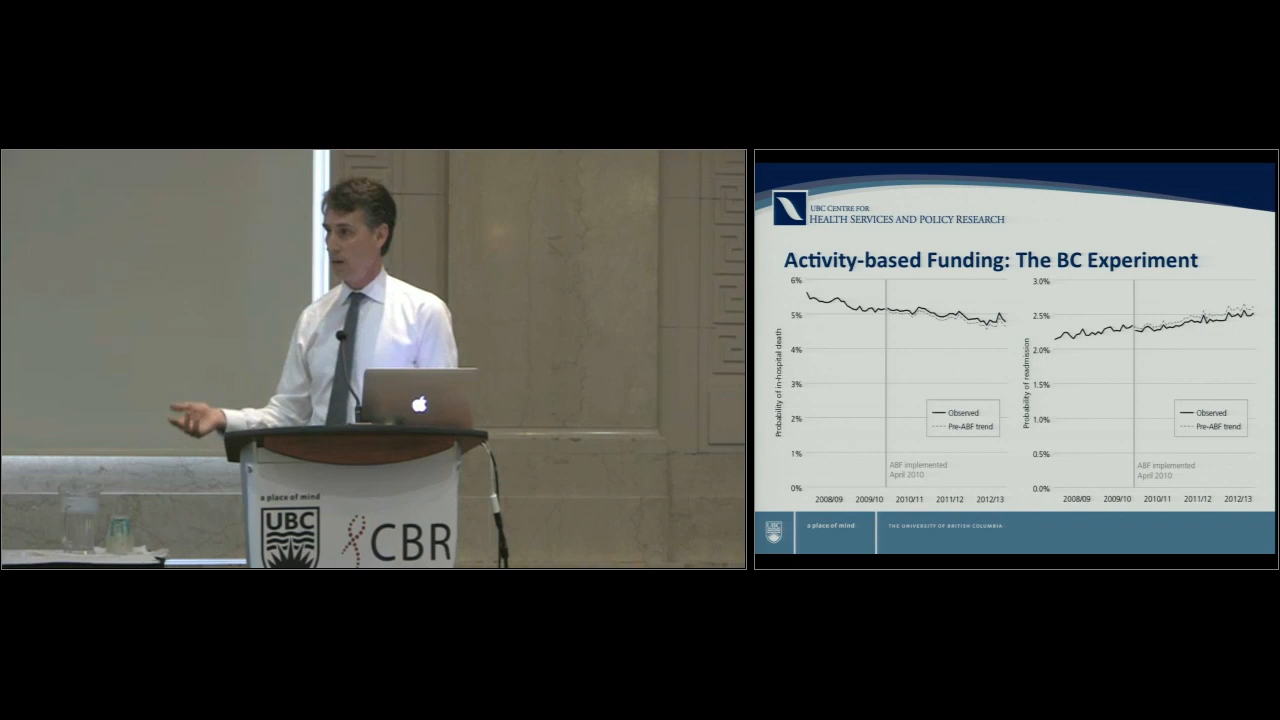 a place of mind
UBC
CBR
UBC CENTRE FOR
HEALTH SERVICES AND POLICY RESEARCH
Activity-based Funding: The BC Experiment
6%
5%
4%
3%
2%
1%
0%
Probability of in-hospital death
Observed
Pre-ABF trend
ABF implemented
April 2010
2008/09 2009/10 2010/11 2011/12 2012/13
3.0%
2.5%
2.0%
1.5%
1.0%
0.5%
0.0%
Probability of readmission
Observed
Pre-ABF trend
ABF implemented
April 2010
2008/09 2009/10 2010/11 2011/12 2012/13
UBC
a place of mind
THE UNIVERSITY OF BRITISH COLUMBIA